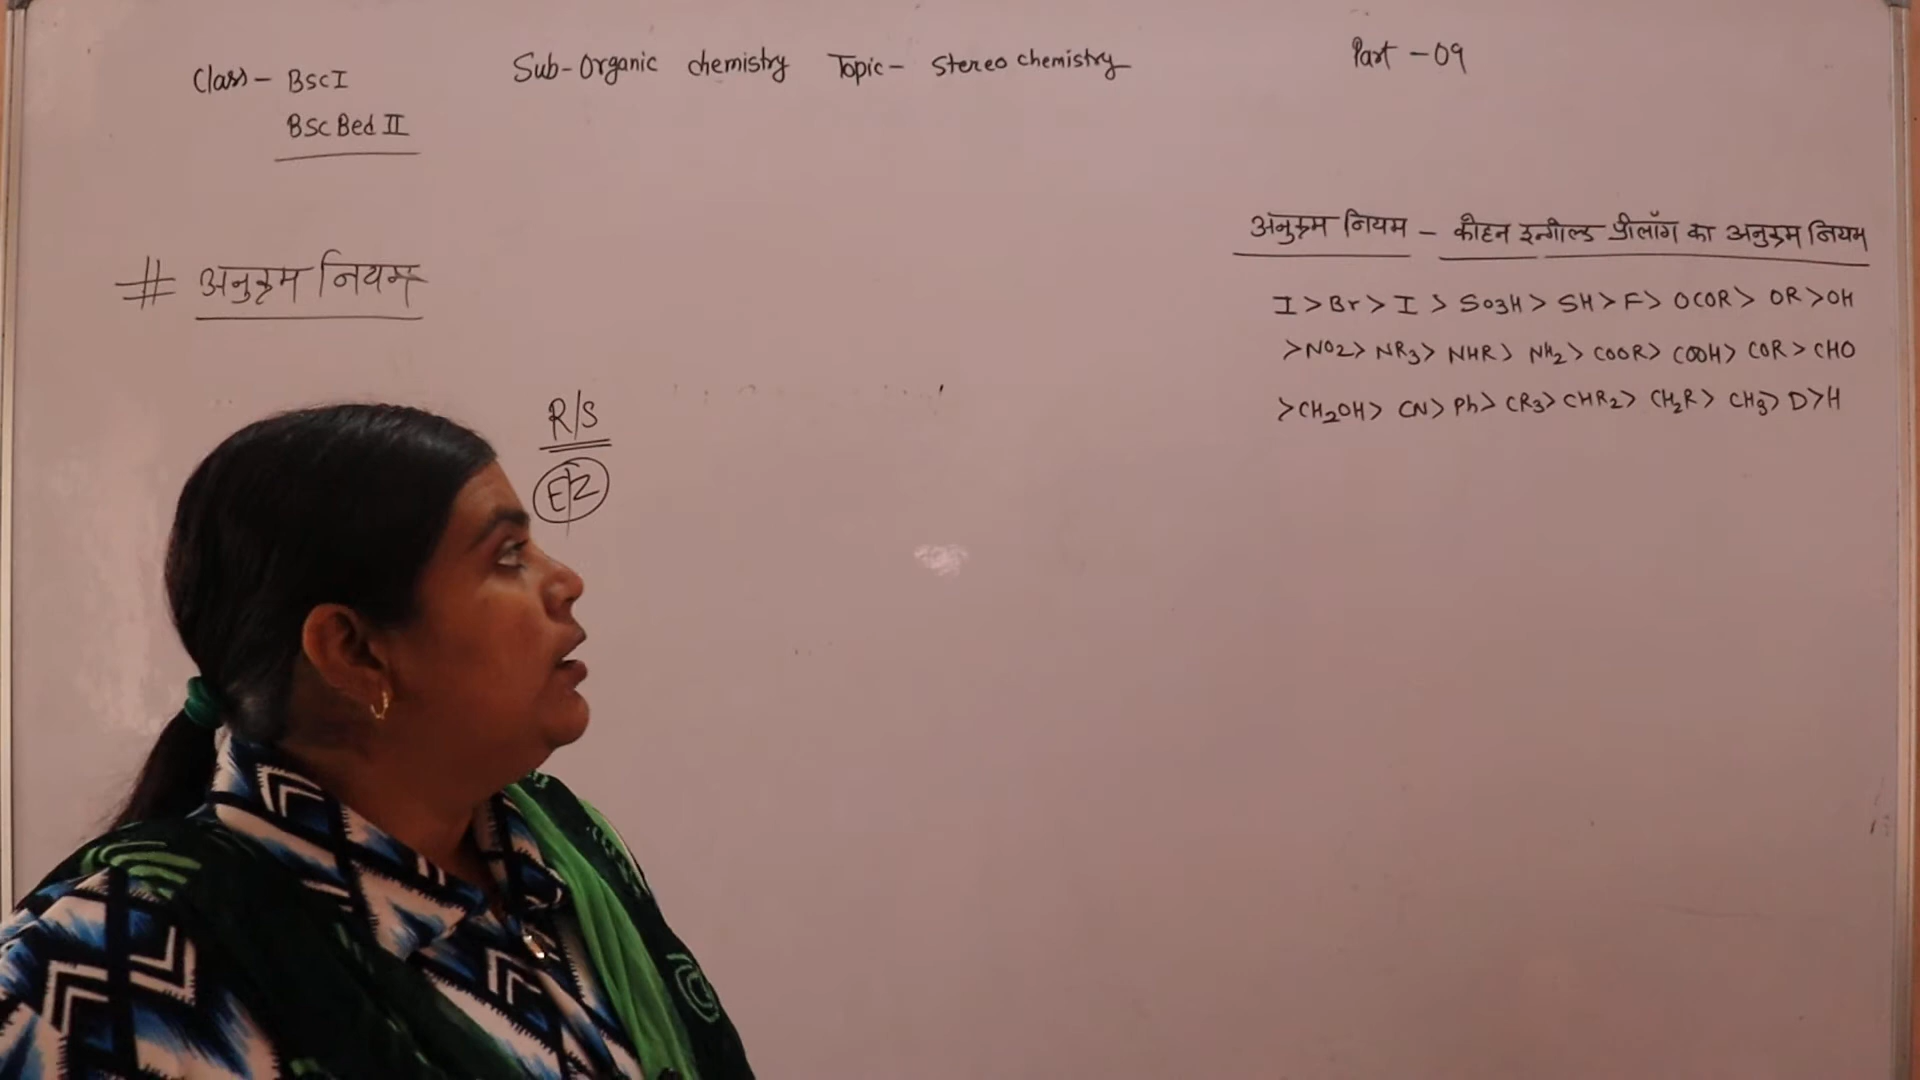 Class - BSc I
BSc Bed II
Sub - Organic chemistry Topic - Stereo chemistry
Part - 09
# अनुक्रम नियम
R/S
E/Z
अनुक्रम नियम - कॉहन इन्गोल्ड प्रीलॉग का अनुक्रम नियम
I > Br > I > SO3H > SH > F > OCOR > OR > OH
> NO2 > NR3 > NHR > NH2 > COOR > COOH > COR > CHO
> CH2OH > CN > Ph > CR3 > CHR2 > CH2R > CH3 > D > H